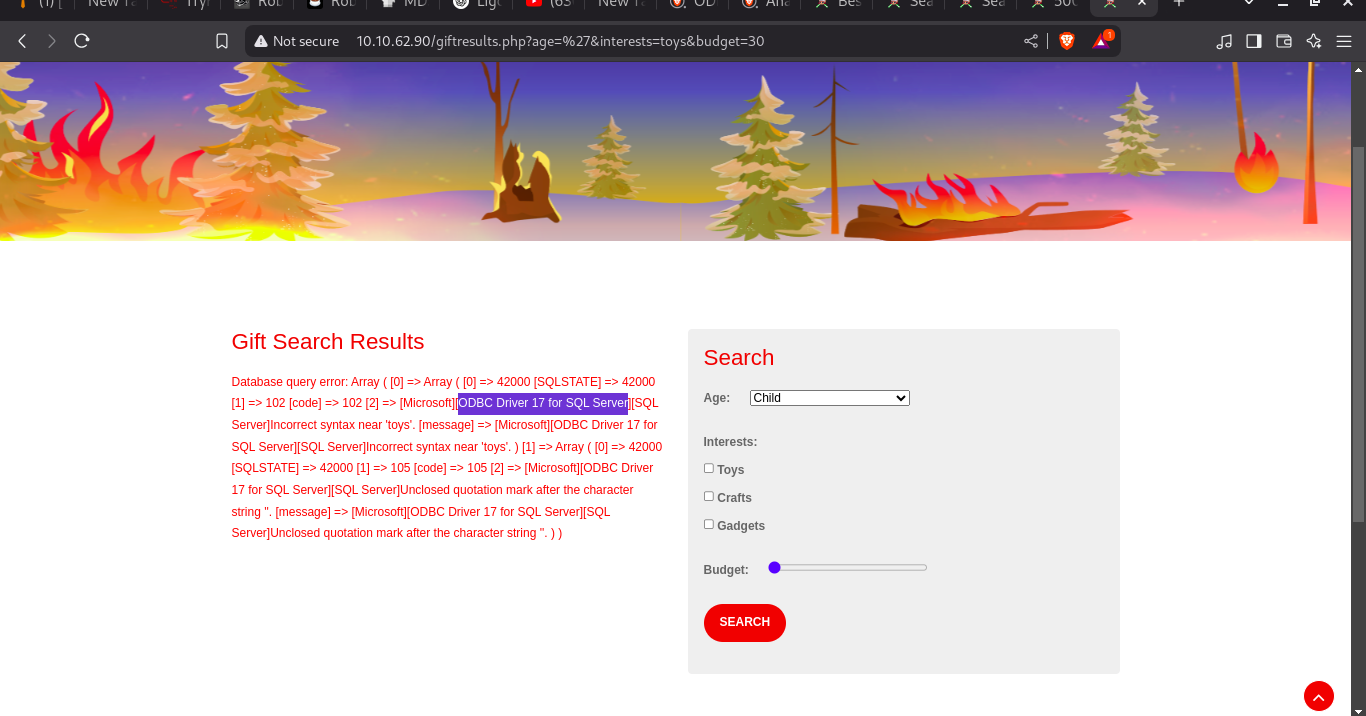 New Ta
Rob
Rob
MD
Ligo
(63
New Ta
OD
Ana
Bes
Sea
Sea
500
Not secure 10.10.62.90/giftresults.php?age=%27&interests=toys&budget=30
1
Gift Search Results
Database query error: Array ( [0] => Array ( [0] => 42000 [SQLSTATE] => 42000
[1] => 102 [code] => 102 [2] => [Microsoft][ODBC Driver 17 for SQL Server][SQL
Server]Incorrect syntax near 'toys'. [message] => [Microsoft][ODBC Driver 17 for
SQL Server][SQL Server]Incorrect syntax near 'toys'. ) [1] => Array ( [0] => 42000
[SQLSTATE] => 42000 [1] => 105 [code] => 105 [2] => [Microsoft][ODBC Driver
17 for SQL Server][SQL Server]Unclosed quotation mark after the character
string ''. [message] => [Microsoft][ODBC Driver 17 for SQL Server][SQL
Server]Unclosed quotation mark after the character string ''. ) )
Search
Age: Child
Interests:
Toys
Crafts
Gadgets
Budget:
SEARCH